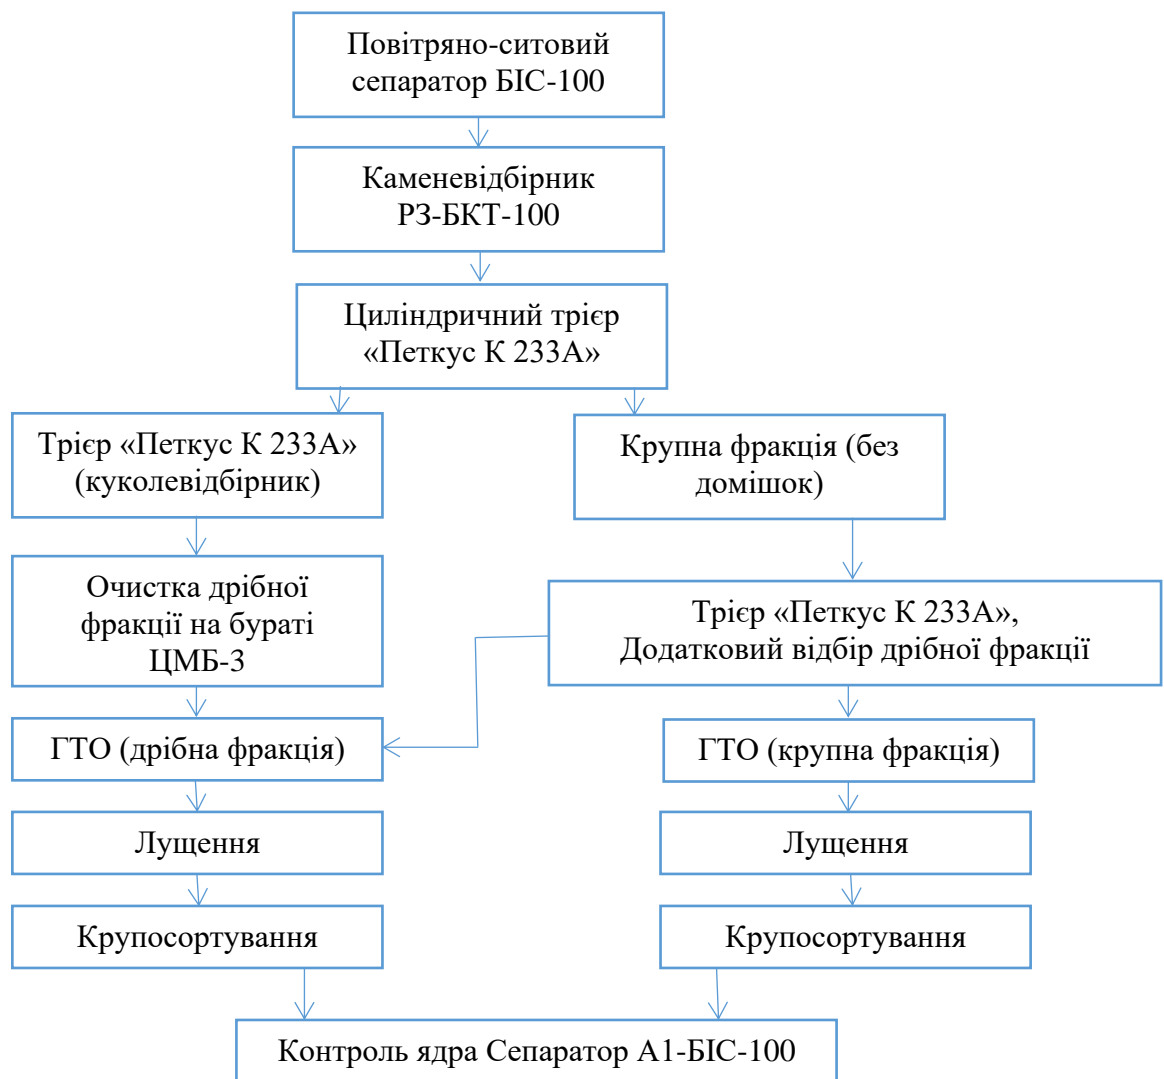 Повітряно-ситовий
сепаратор БІС-100
Каменевідбірник
РЗ-БКТ-100
Циліндричний трієр
«Петкус К 233А»
Трієр «Петкус К 233А»
(куколевідбірник)
Крупна фракція (без
домішок)
Очистка дрібної
фракції на бураті
ЦМБ-3
Трієр «Петкус К 233А»,
Додатковий відбір дрібної фракції
ГТО (дрібна фракція)
ГТО (крупна фракція)
Лущення
Лущення
Крупосортування
Крупосортування
Контроль ядра Сепаратор А1-БІС-100